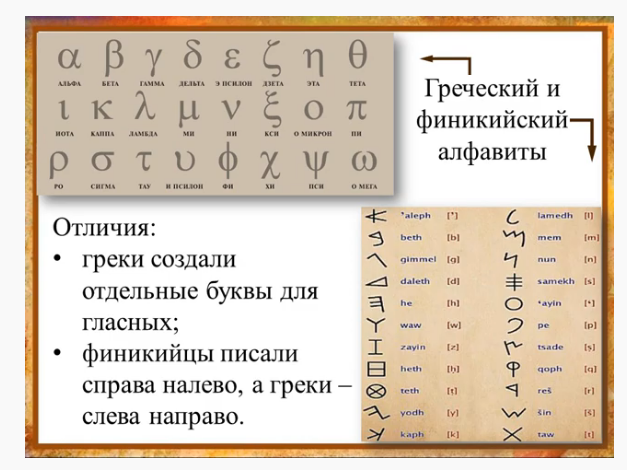 α β γ δ ε ζ η θ
АЛЬФА БЕТА ГАММА ДЕЛЬТА Э ПСИЛОН ДЗЕТА ЭТА ТЕТА
ι κ λ μ ν ξ ο π
ИОТА КАППА ЛАМБДА МИ НИ КСИ О МИКРОН ПИ
ρ σ τ υ φ χ ψ ω
РО СИГМА ТАУ И ПСИЛОН ФИ ХИ ПСИ О МЕГА
Греческий и
финикийский
алфавиты
Отличия:
• греки создали
отдельные буквы для
гласных;
• финикийцы писали
справа налево, а греки –
слева направо.
𐤀 'aleph ['] 𐤋 lamedh [l]
𐤁 beth [b] 𐤌 mem [m]
𐤂 gimmel [g] 𐤍 nun [n]
𐤃 daleth [d] 𐤎 samekh [s]
𐤄 he [h] 𐤏 'ayin [']
𐤅 waw [w] 𐤐 pe [p]
𐤆 zayin [z] 𐤑 tsade [ṣ]
𐤇 heth [ḥ] 𐤒 qoph [q]
𐤈 teth [ṭ] 𐤓 reš [r]
𐤉 yodh [y] 𐤔 šin [š]
𐤊 kaph [k] 𐤕 taw [t]